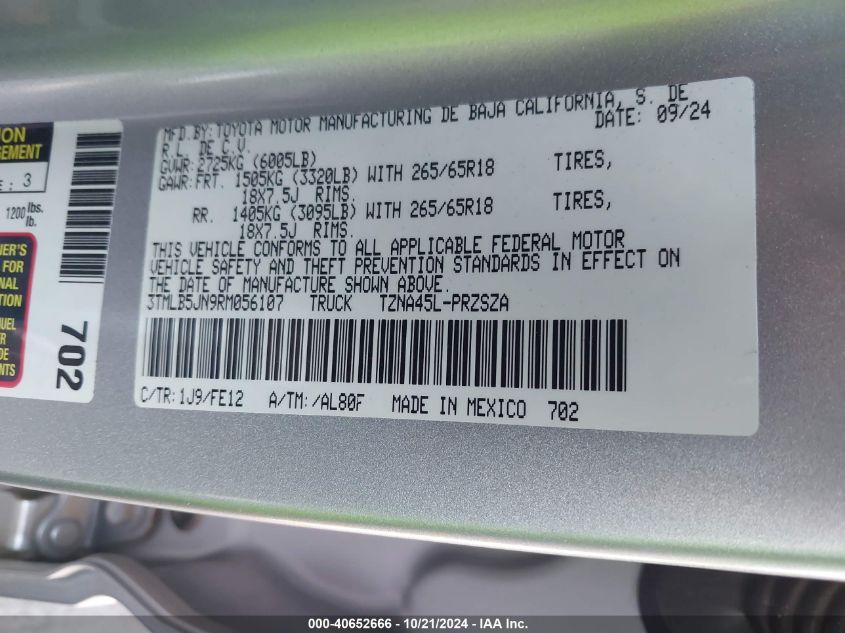 MFD.BY:TOYOTA MOTOR MANUFACTURING DE BAJA CALIFORNIA, S. DE
R.L. DE C.V. DATE: 09/24
GVWR: 2725KG (6005LB)
GAWR:FRT. 1505KG (3320LB) WITH 265/65R18 TIRES,
18X7.5J RIMS.
RR. 1405KG (3095LB) WITH 265/65R18 TIRES,
18X7.5J RIMS.
THIS VEHICLE CONFORMS TO ALL APPLICABLE FEDERAL MOTOR
VEHICLE SAFETY AND THEFT PREVENTION STANDARDS IN EFFECT ON
THE DATE OF MANUFACTURE SHOWN ABOVE.
3TMLB5JN9RM056107 TRUCK TZNA45L-PRZSZA
C/TR:1J9/FE12 A/TM:/AL80F MADE IN MEXICO 702
: 3
1200 lbs.
lb.
FOR
702
000-40652666 - 10/21/2024 - IAA Inc.